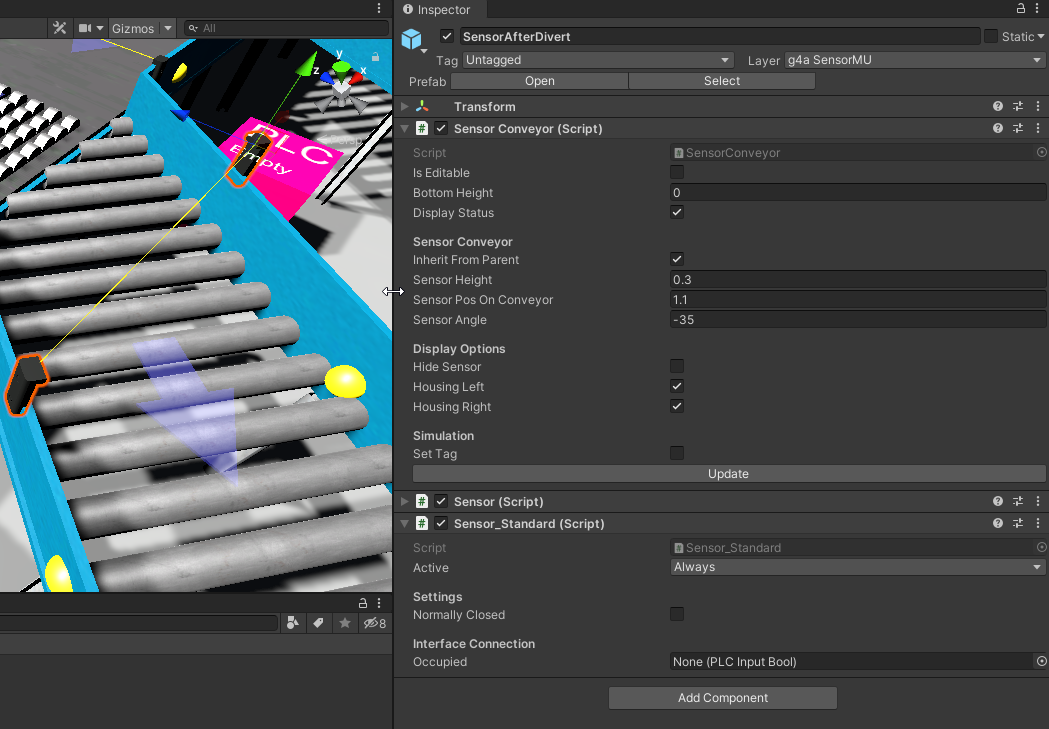 Inspector
Gizmos
All
SensorAfterDivert
Static
Tag
Untagged
Layer
g4a SensorMU
Prefab
Open
Select
Transform
Sensor Conveyor (Script)
Script
SensorConveyor
Is Editable
Bottom Height
0
Display Status
Sensor Conveyor
Inherit From Parent
Sensor Height
0.3
Sensor Pos On Conveyor
1.1
Sensor Angle
-35
Display Options
Hide Sensor
Housing Left
Housing Right
Simulation
Set Tag
Update
Sensor (Script)
Sensor_Standard (Script)
Script
Sensor_Standard
Active
Always
Settings
Normally Closed
Interface Connection
Occupied
None (PLC Input Bool)
Add Component
y
z
x
PLC
Empty
8